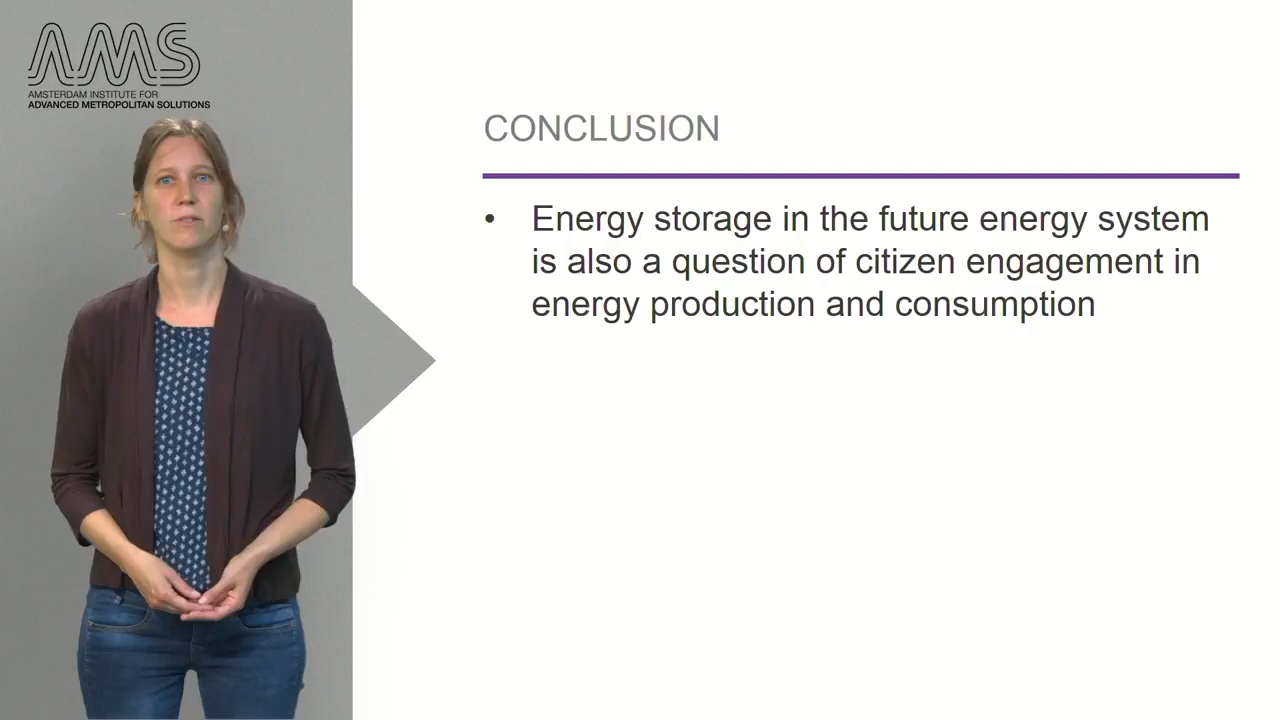 AMS
AMSTERDAM INSTITUTE FOR
ADVANCED METROPOLITAN SOLUTIONS
CONCLUSION
• Energy storage in the future energy system
is also a question of citizen engagement in
energy production and consumption